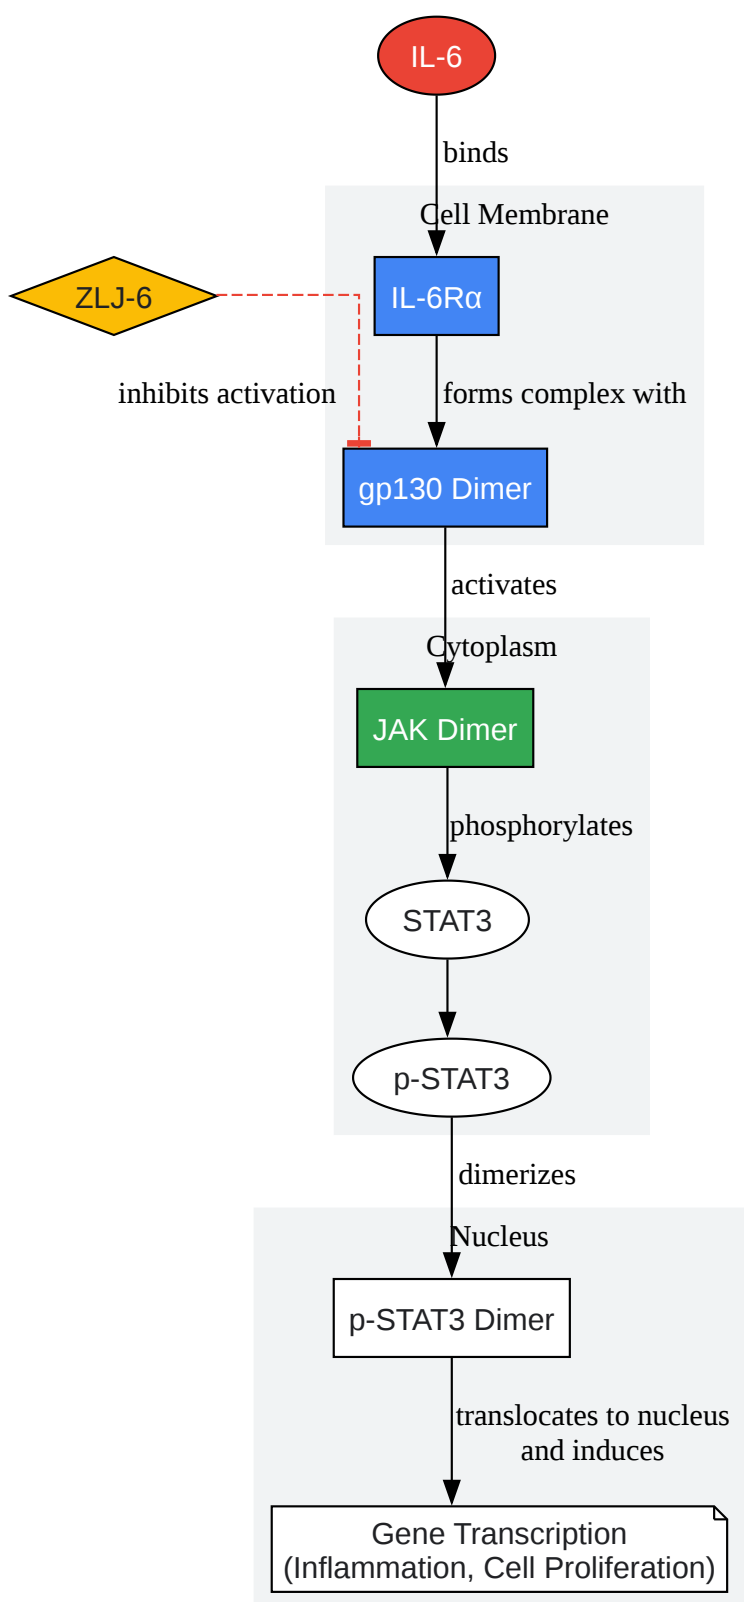 IL-6
binds
Cell Membrane
ZLJ-6
IL-6Rα
inhibits activation
forms complex with
gp130 Dimer
activates
Cytoplasm
JAK Dimer
phosphorylates
STAT3
p-STAT3
dimerizes
Nucleus
p-STAT3 Dimer
translocates to nucleus
and induces
Gene Transcription
(Inflammation, Cell Proliferation)